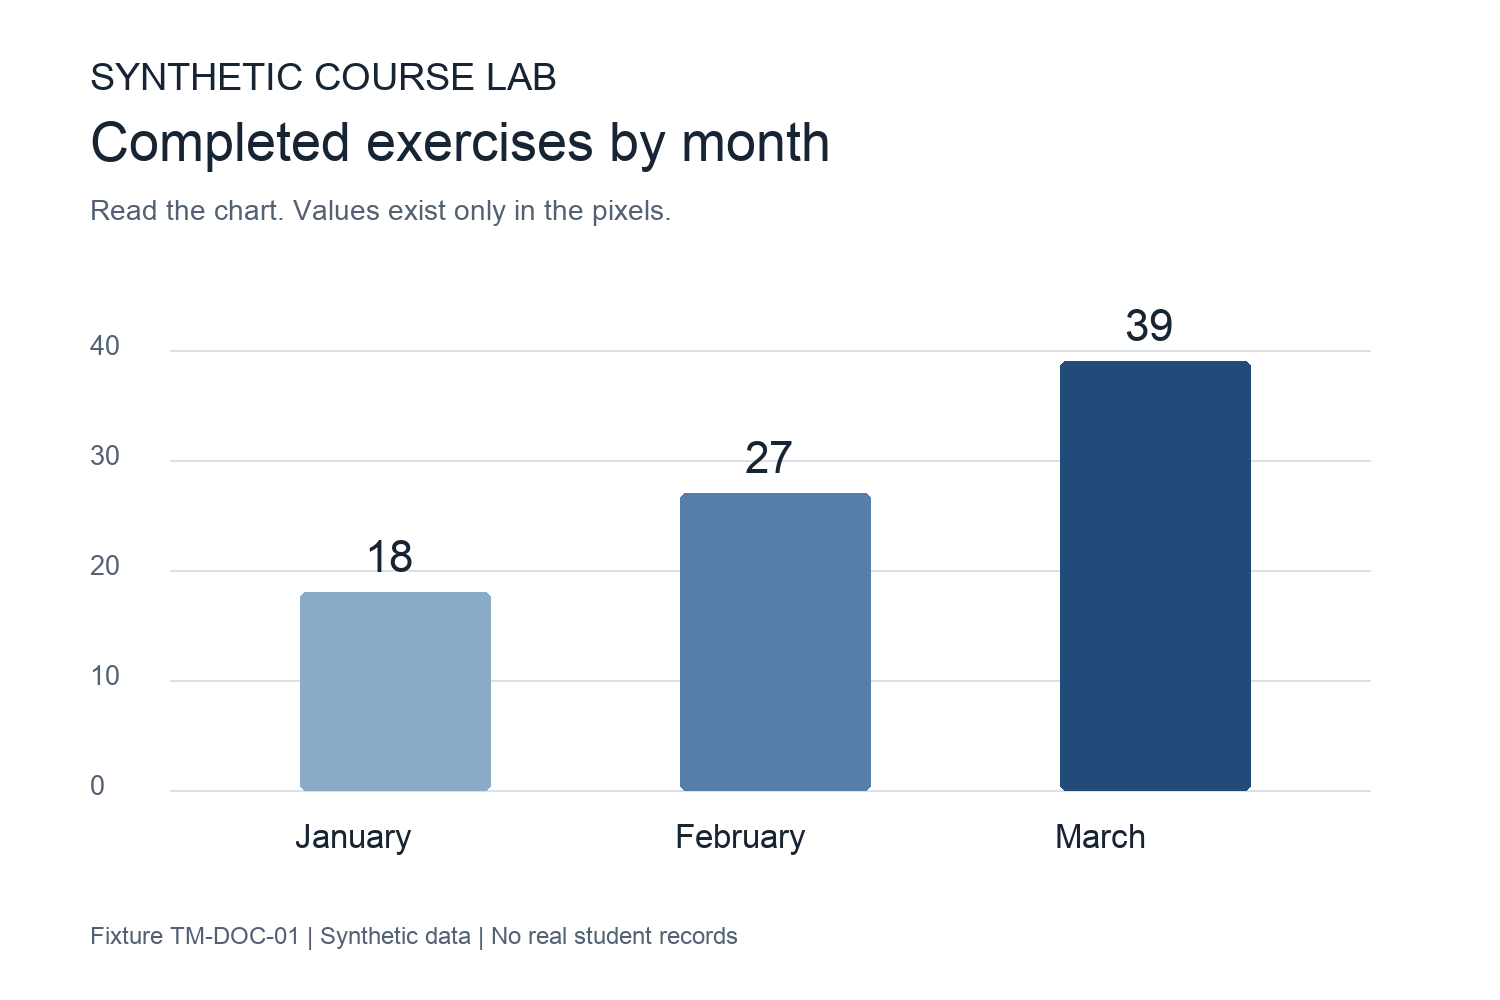 SYNTHETIC COURSE LAB
Completed exercises by month
Read the chart. Values exist only in the pixels.
39
40
27
30
18
20
10
0
January February March
Fixture TM-DOC-01 | Synthetic data | No real student records